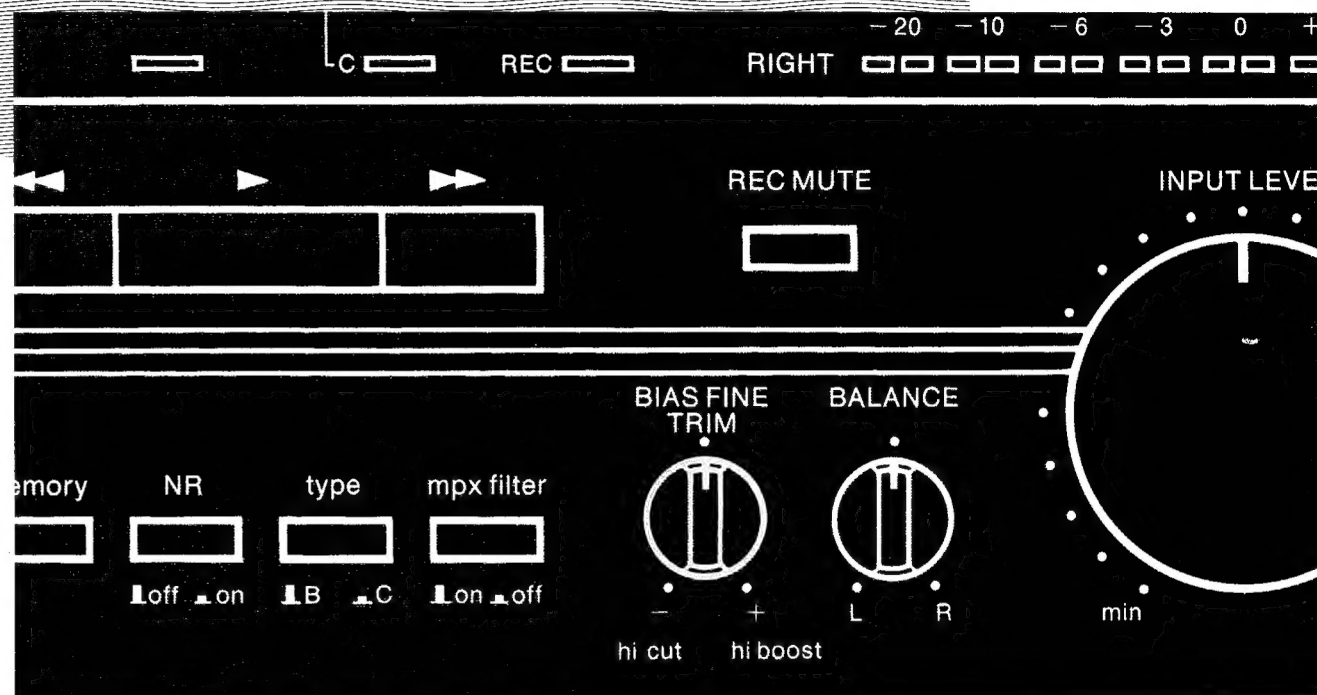 − 20 − 10 − 6 − 3 0 +
C REC RIGHT
REC MUTE INPUT LEVE
BIAS FINE BALANCE
TRIM
emory NR type mpx filter
off on B C on off
− + L R min
hi cut hi boost